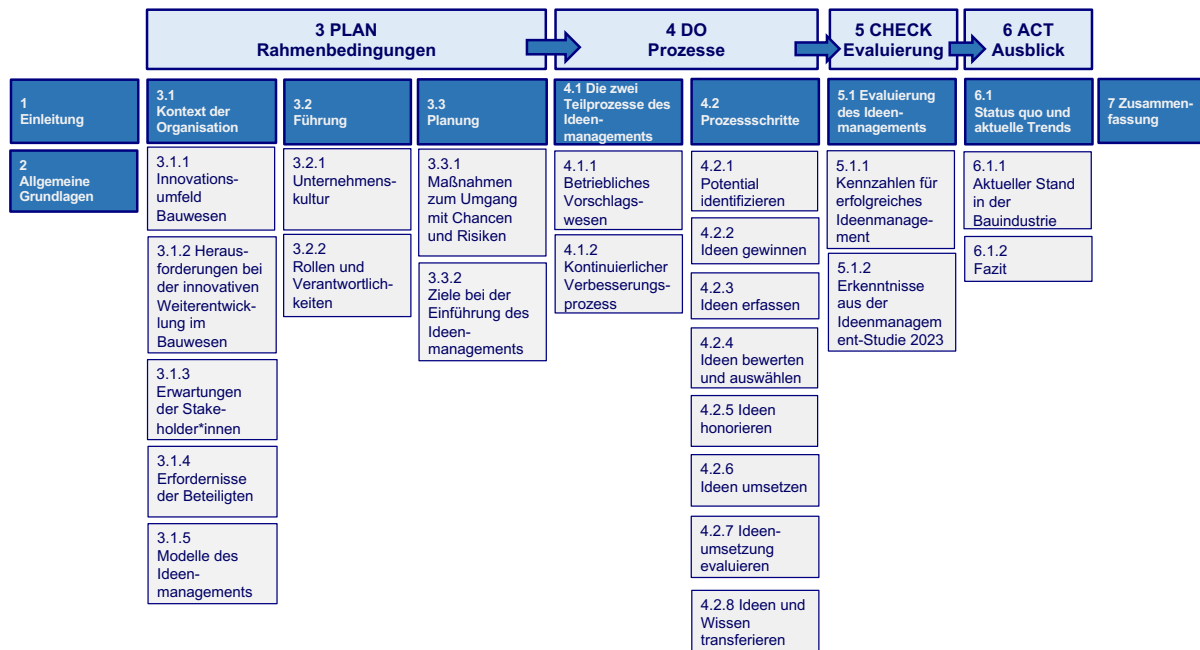 3 PLAN
Rahmenbedingungen
4 DO
Prozesse
5 CHECK
Evaluierung
6 ACT
Ausblick
1
Einleitung
2
Allgemeine
Grundlagen
3.1
Kontext der
Organisation
3.1.1
Innovations-
umfeld
Bauwesen
3.1.2 Heraus-
forderungen bei
der innovativen
Weiterentwick-
lung im
Bauwesen
3.1.3
Erwartungen
der Stake-
holder*innen
3.1.4
Erfordernisse
der Beteiligten
3.1.5
Modelle des
Ideen-
managements
3.2
Führung
3.2.1
Unternehmens-
kultur
3.2.2
Rollen und
Verantwortlich-
keiten
3.3
Planung
3.3.1
Maßnahmen
zum Umgang
mit Chancen
und Risiken
3.3.2
Ziele bei der
Einführung des
Ideen-
managements
4.1 Die zwei
Teilprozesse des
Ideen-
managements
4.1.1
Betriebliches
Vorschlags-
wesen
4.1.2
Kontinuierlicher
Verbesserungs-
prozess
4.2
Prozessschritte
4.2.1
Potential
identifizieren
4.2.2
Ideen gewinnen
4.2.3
Ideen erfassen
4.2.4
Ideen bewerten
und auswählen
4.2.5 Ideen
honorieren
4.2.6
Ideen umsetzen
4.2.7 Ideen-
umsetzung
evaluieren
4.2.8 Ideen und
Wissen
transferieren
5.1 Evaluierung
des Ideen-
managements
5.1.1
Kennzahlen für
erfolgreiches
Ideenmanage-
ment
5.1.2
Erkenntnisse
aus der
Ideenmanagem
ent-Studie 2023
6.1
Status quo und
aktuelle Trends
6.1.1
Aktueller Stand
in der
Bauindustrie
6.1.2
Fazit
7 Zusammen-
fassung